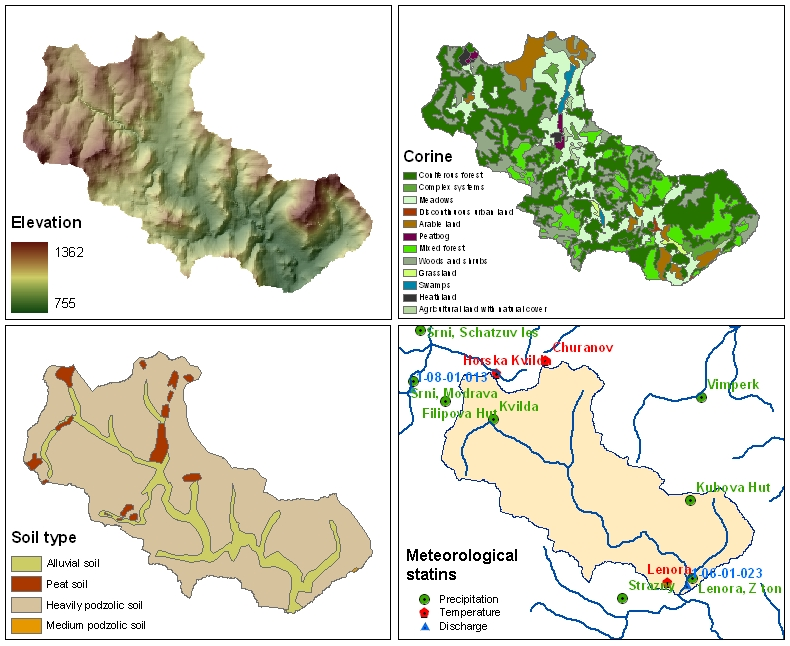 Elevation
1362
755
Corine
Coniferous forest
Complex systems
Meadows
Discontinuous urban land
Arable land
Peatbog
Mixed forest
Woods and shrubs
Grassland
Swamps
Heathland
Agricultural land with natural cover
Soil type
Alluvial soil
Peat soil
Heavily podzolic soil
Medium podzolic soil
Srni, Schatzuv les
Churanov
Horska Kvilda
1-08-01-013
Srni, Modrava
Vimperk
Filipova Hut
Kvilda
Kubova Hut
Meteorological
statins
Lenora
1-06-01-023
Strazny
Lenora, Z
Precipitation
Temperature
Discharge